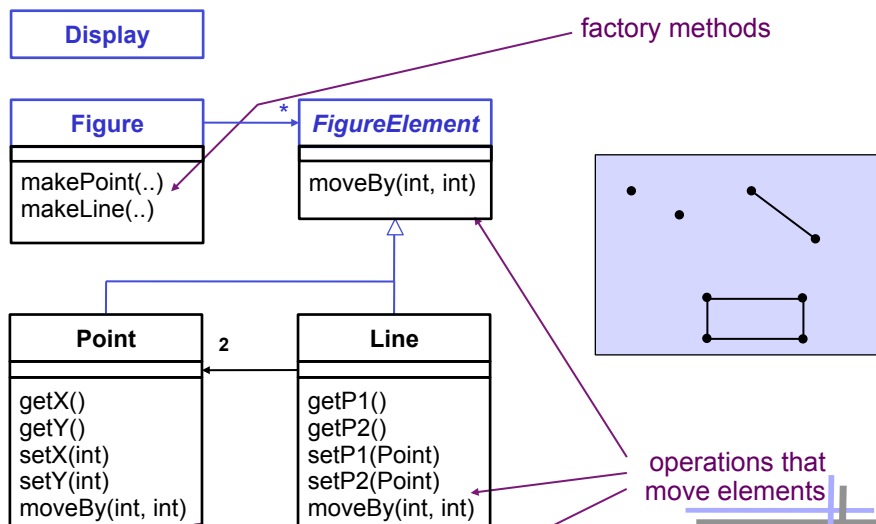 Display
factory methods
Figure
*
FigureElement
makePoint(..)
makeLine(..)
moveBy(int, int)
Point
2
Line
getX()
getY()
setX(int)
setY(int)
moveBy(int, int)
getP1()
getP2()
setP1(Point)
setP2(Point)
moveBy(int, int)
operations that
move elements